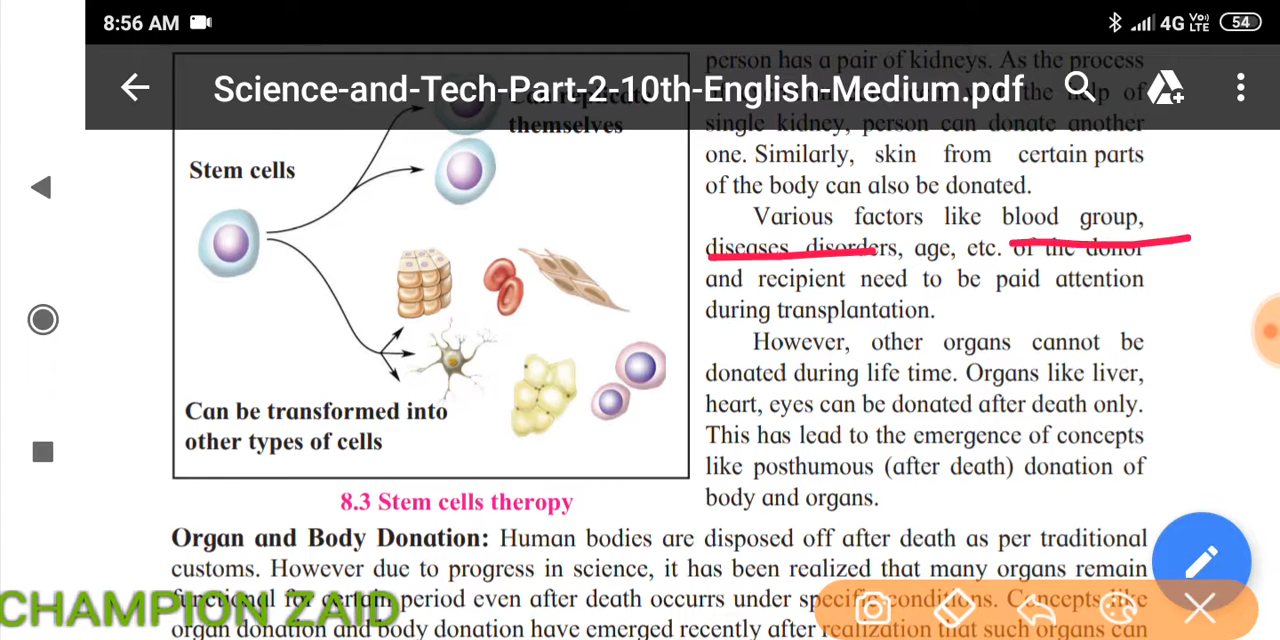 8:56 AM
4G Vo) LTE 54
Science-and-Tech-Part-2-10th-English-Medium.pdf
themselves
Stem cells
Can be transformed into
other types of cells
8.3 Stem cells theropy
person has a pair of kidneys. As the process
the help of
single kidney, person can donate another
one. Similarly, skin from certain parts
of the body can also be donated.
Various factors like blood group,
diseases, disorders, age, etc. of the donor
and recipient need to be paid attention
during transplantation.
However, other organs cannot be
donated during life time. Organs like liver,
heart, eyes can be donated after death only.
This has lead to the emergence of concepts
like posthumous (after death) donation of
body and organs.
Organ and Body Donation: Human bodies are disposed off after death as per traditional
customs. However due to progress in science, it has been realized that many organs remain
functional for certain period even after death occurrs under specific conditions. Concepts like
organ donation and body donation have emerged recently after realization that such organs can
CHAMPION ZAID